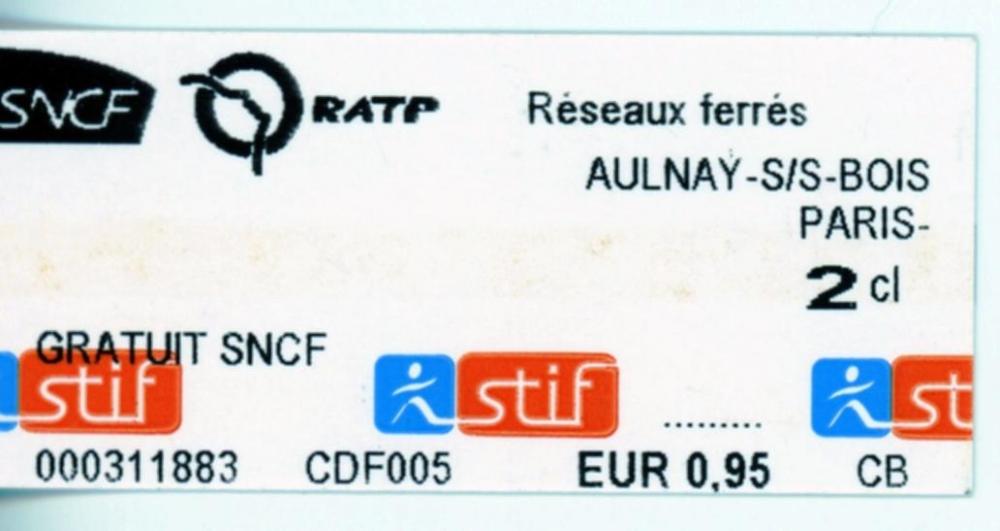 SNCF RATP Réseaux ferrés
AULNAY-S/S-BOIS
PARIS-
2 cl
GRATUIT SNCF
stif stif st
.........
000311883 CDF005 EUR 0,95 CB